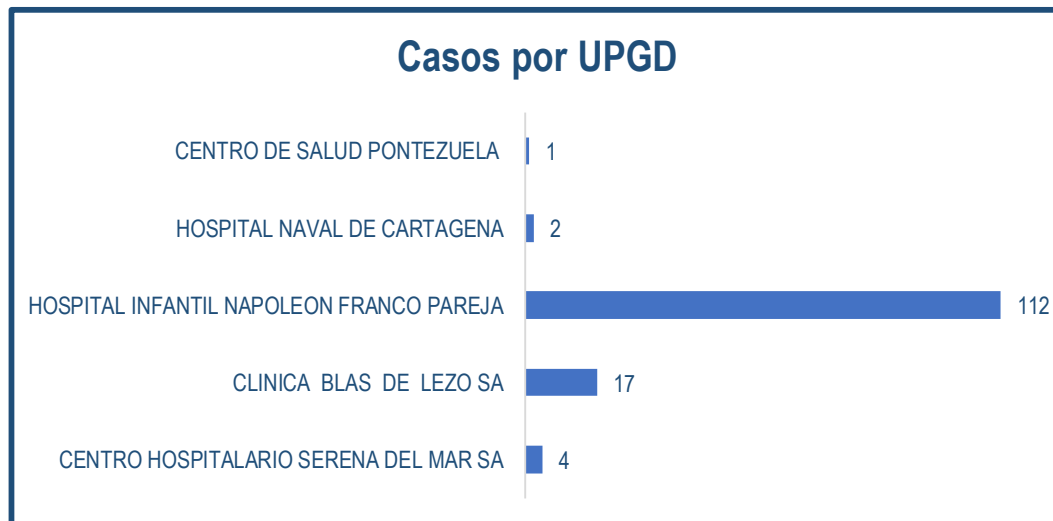 Casos por UPGD
CENTRO DE SALUD PONTEZUELA 1
HOSPITAL NAVAL DE CARTAGENA 2
HOSPITAL INFANTIL NAPOLEON FRANCO PAREJA 112
CLINICA BLAS DE LEZO SA 17
CENTRO HOSPITALARIO SERENA DEL MAR SA 4